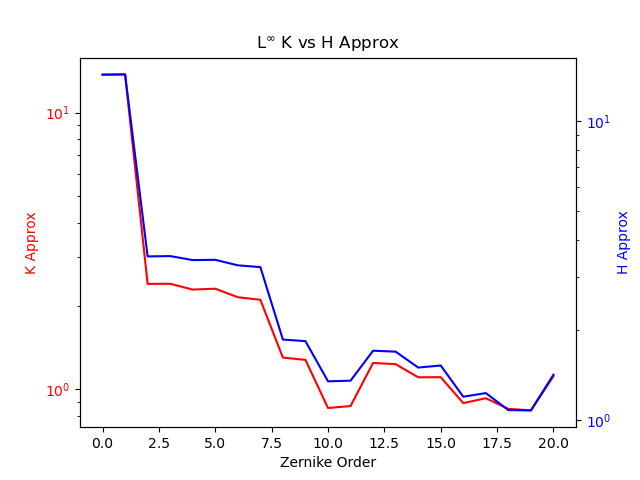 L∞ K vs H Approx
10¹
10⁰
K Approx
10¹
10⁰
H Approx
0.0 2.5 5.0 7.5 10.0 12.5 15.0 17.5 20.0
Zernike Order